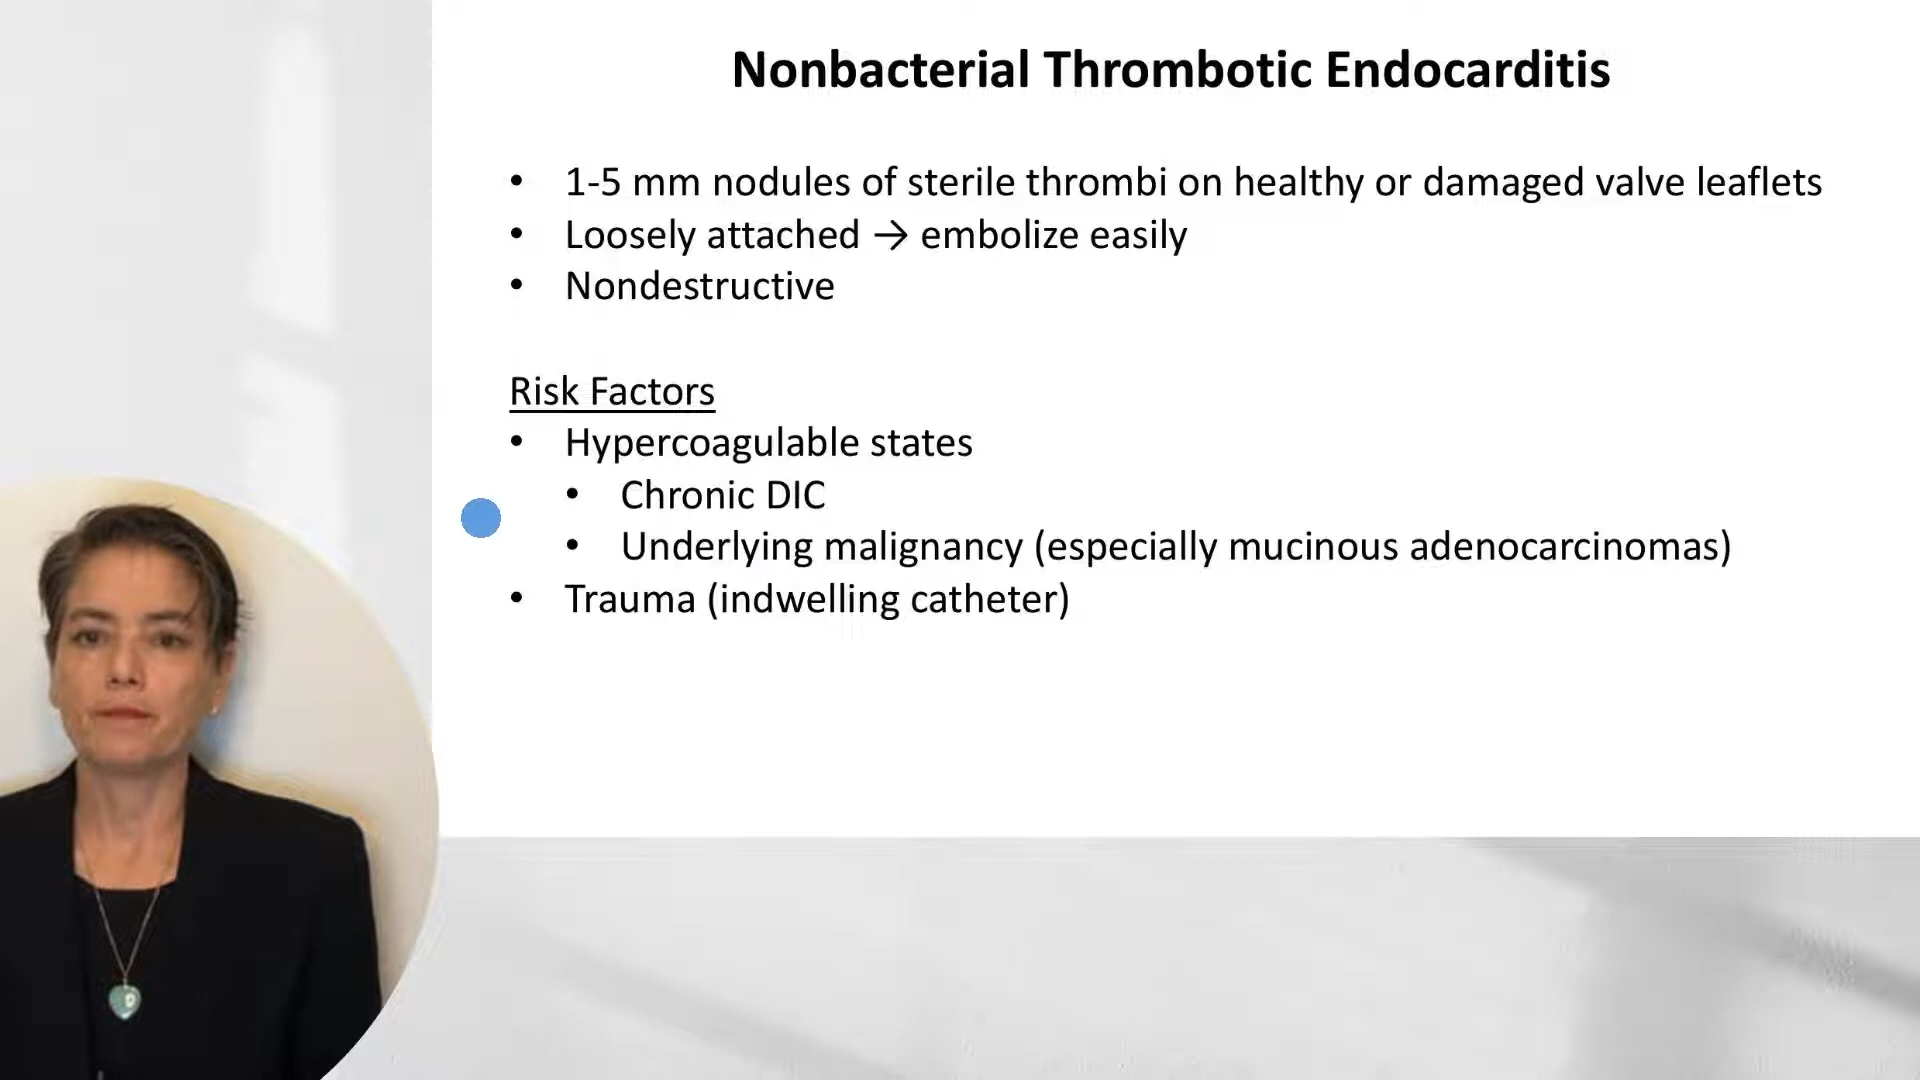 Nonbacterial Thrombotic Endocarditis
• 1-5 mm nodules of sterile thrombi on healthy or damaged valve leaflets
• Loosely attached → embolize easily
• Nondestructive
Risk Factors
• Hypercoagulable states
• Chronic DIC
• Underlying malignancy (especially mucinous adenocarcinomas)
• Trauma (indwelling catheter)